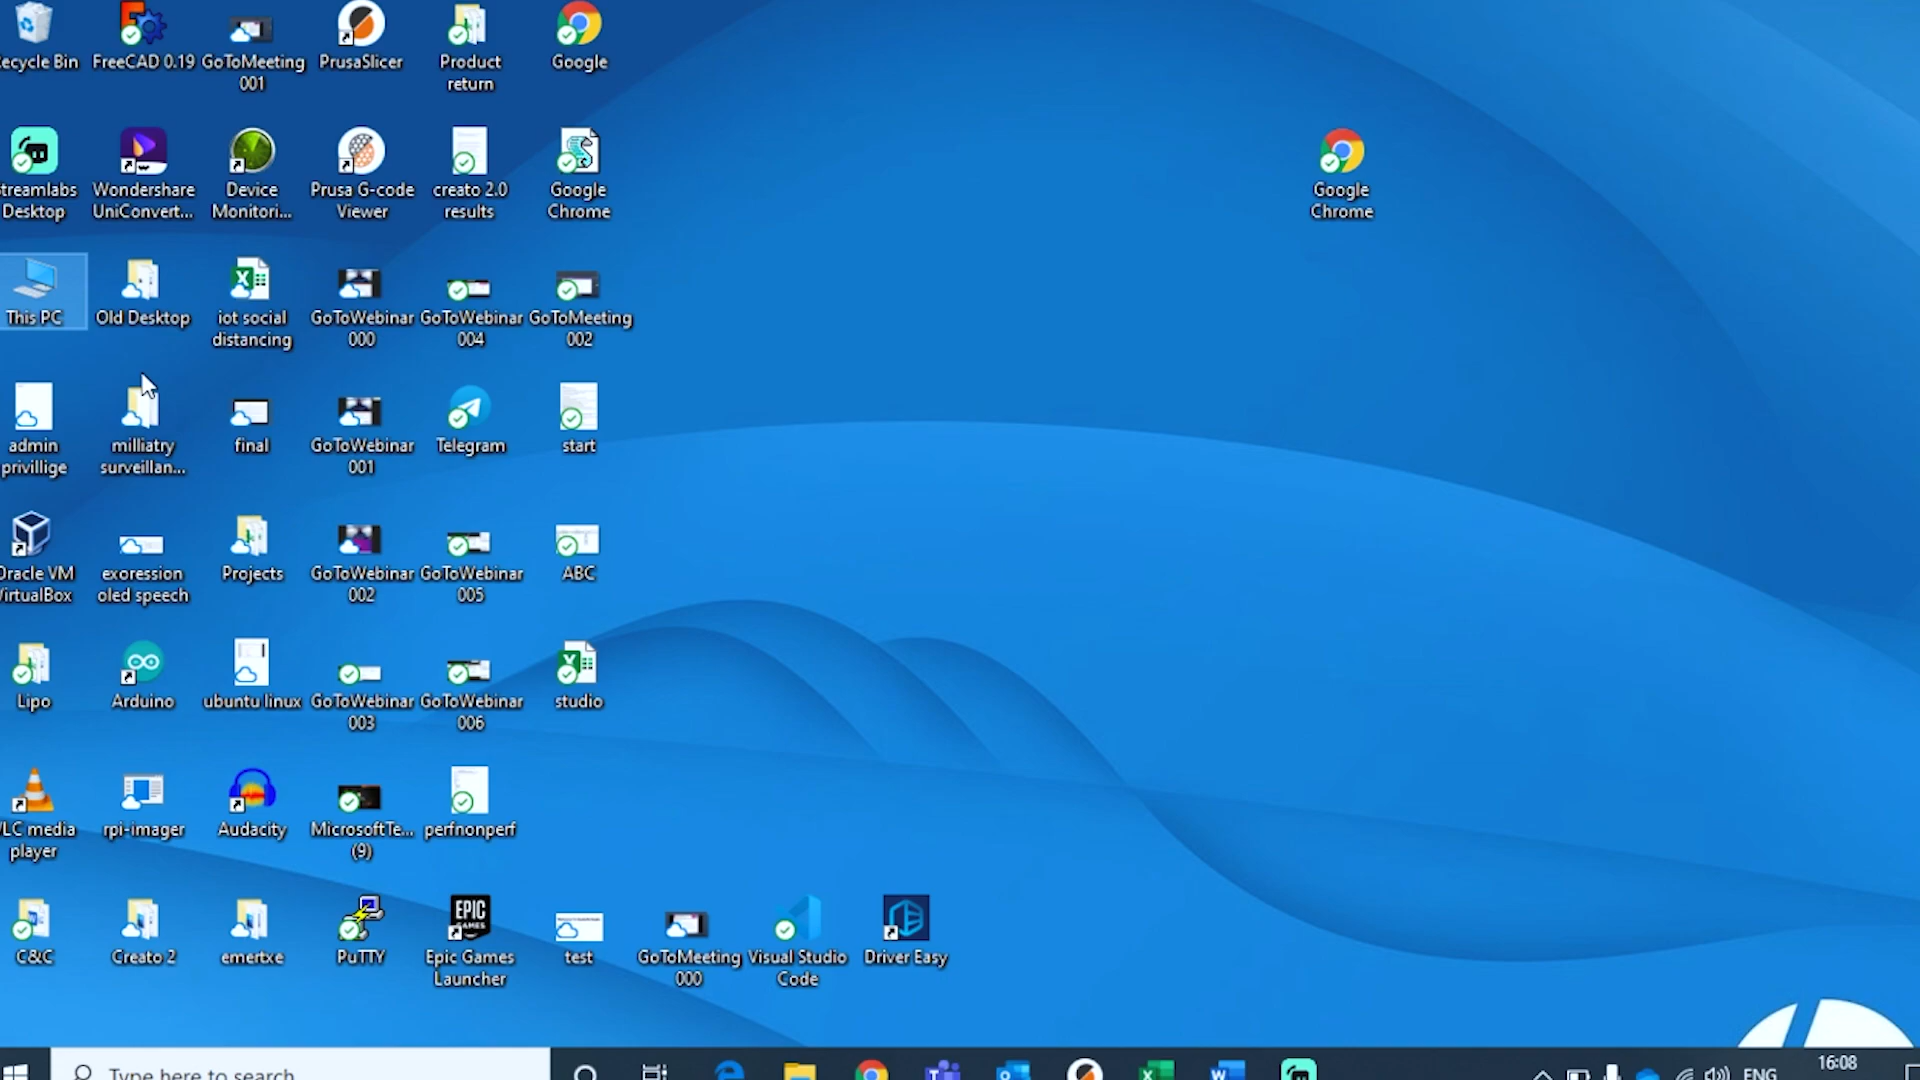 ecycle Bin
FreeCAD 0.19
GoToMeeting
001
PrusaSlicer
Product
return
Google
treamlabs
Desktop
Wondershare
UniConvert...
Device
Monitori...
Prusa G-code
Viewer
creato 2.0
results
Google
Chrome
Google
Chrome
This PC
Old Desktop
iot social
distancing
GoToWebinar
000
GoToWebinar
004
GoToMeeting
002
admin
privillige
milliatry
surveillan...
final
GoToWebinar
001
Telegram
start
Oracle VM
VirtualBox
exoression
oled speech
Projects
GoToWebinar
002
GoToWebinar
005
ABC
Lipo
Arduino
ubuntu linux
GoToWebinar
003
GoToWebinar
006
studio
VLC media
player
rpi-imager
Audacity
MicrosoftTe...
(9)
perfnonperf
C&C
Creato 2
emertxe
PuTTY
EPIC
GAMES
Epic Games
Launcher
test
GoToMeeting
000
Visual Studio
Code
Driver Easy
Type here to search
ENG
16:08